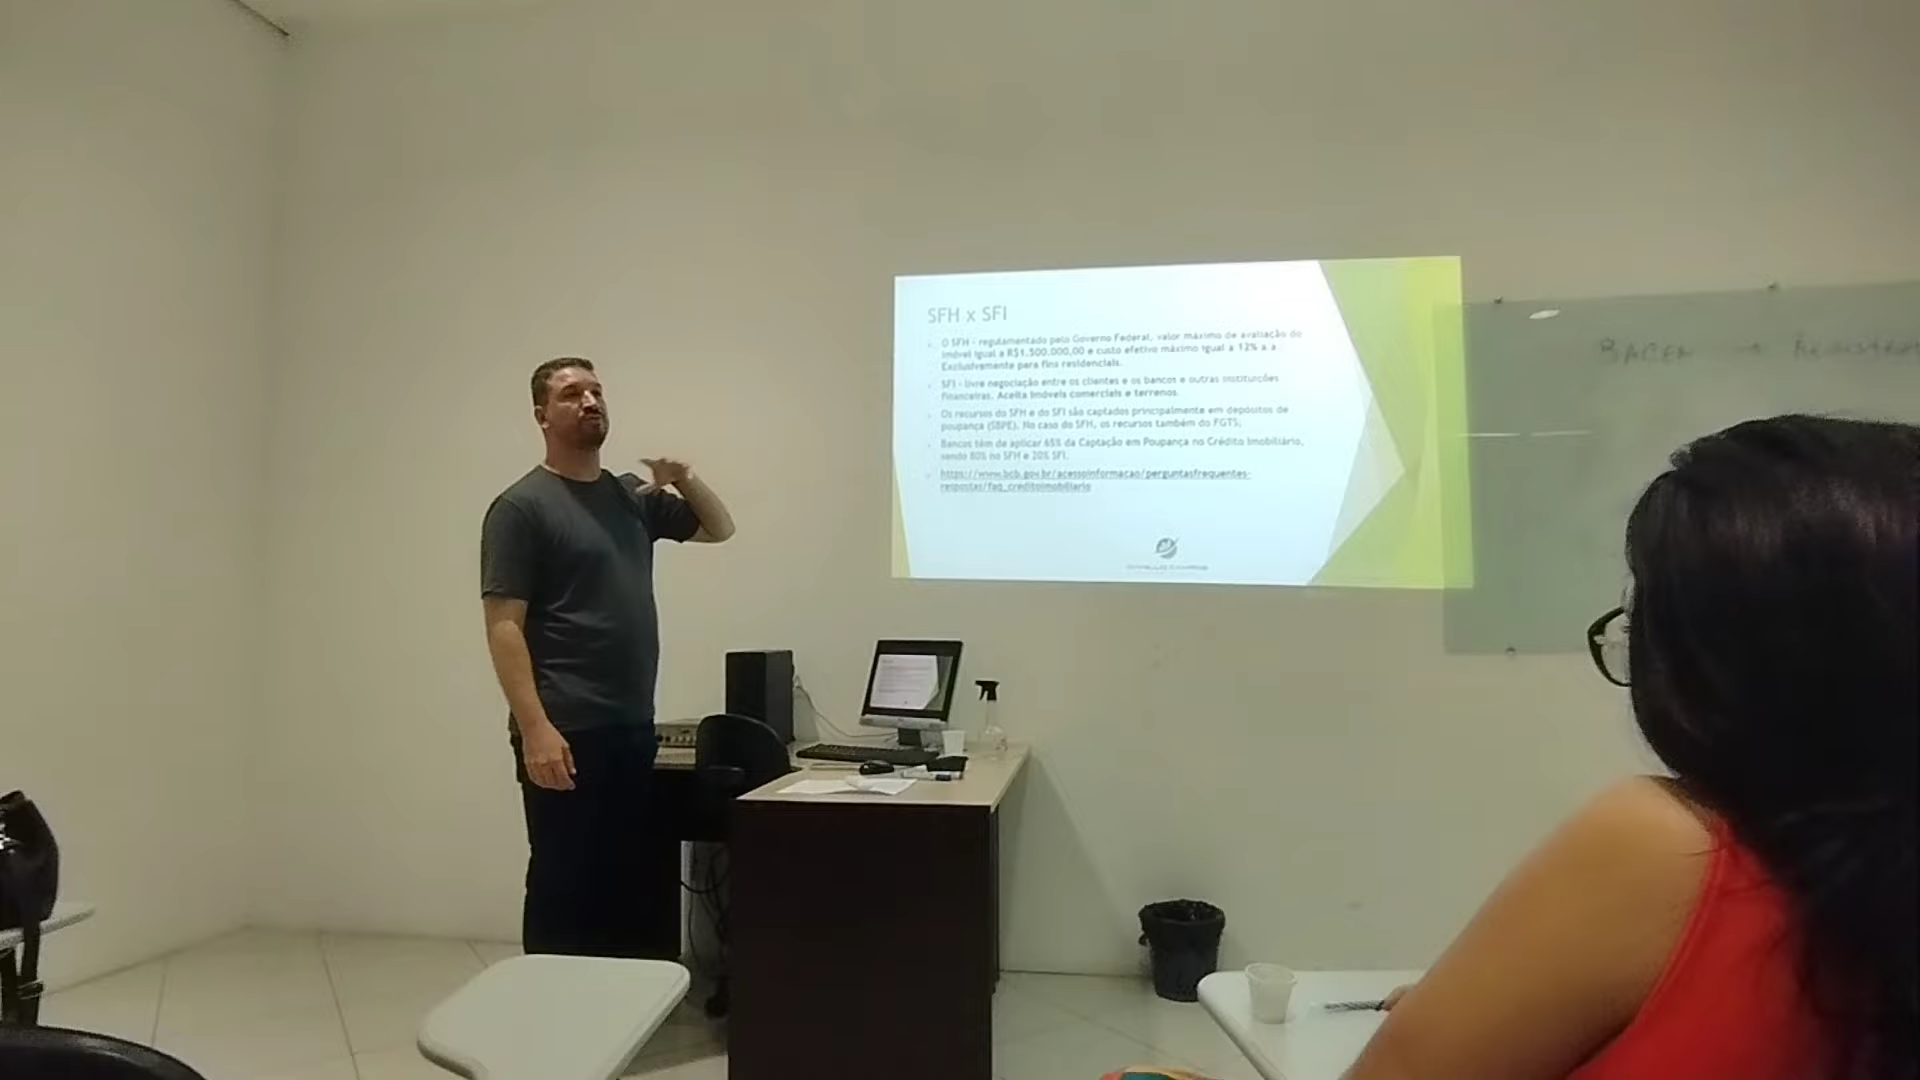 SFH x SFI
O SFH - regulamentado pelo Governo Federal, valor máximo de avaliação do
imóvel igual a R$1.500.000,00 e custo efetivo máximo igual a 12% a.a
Exclusivamente para fins residenciais.
SFI - livre negociação entre os clientes e os bancos e outras instituições
financeiras. Aceita imóveis comerciais e terrenos.
Os recursos do SFH e do SFI são captados principalmente em depósitos de
poupança (SBPE). No caso do SFH, os recursos também do FGTS;
Bancos têm de aplicar 65% da Captação em Poupança no Crédito Imobiliário,
sendo 80% no SFH e 20% SFI.
https://www.bcb.gov.br/acessoinformacao/perguntasfrequentes-
respostas/faq_creditoimobiliario
BACEN →